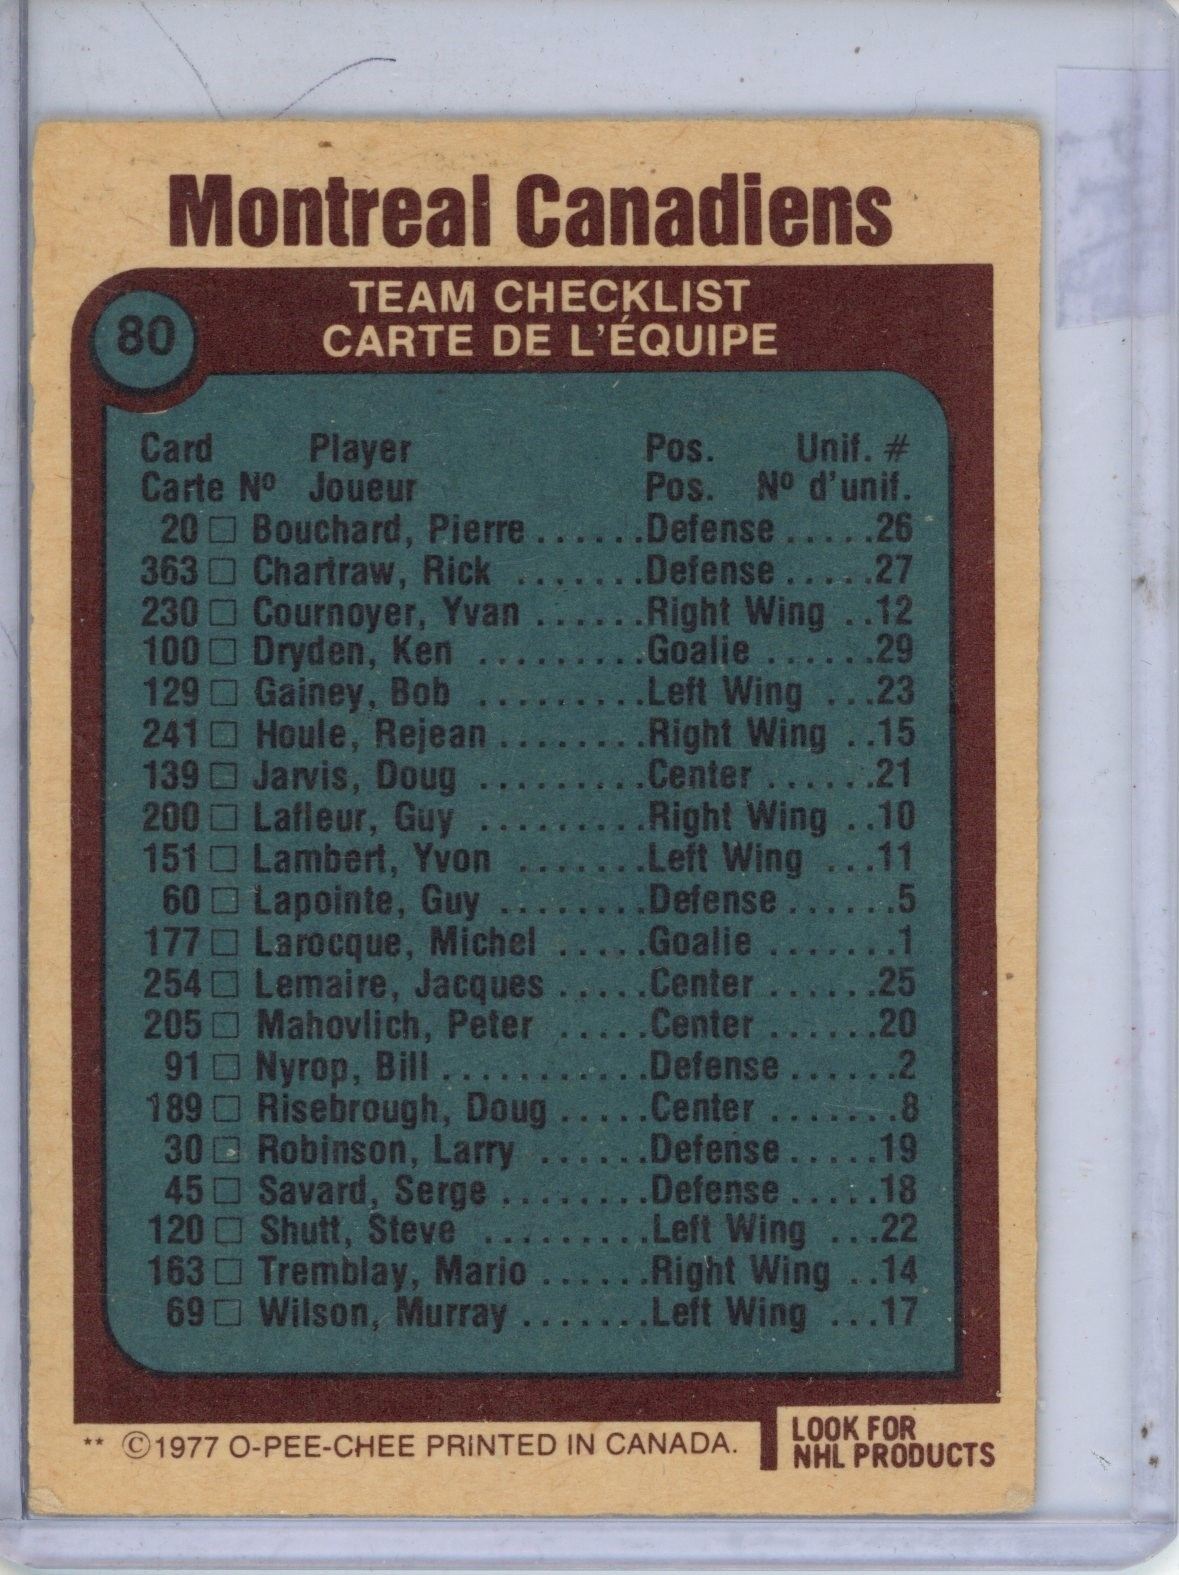 Montreal Canadiens
80
TEAM CHECKLIST
CARTE DE L'ÉQUIPE
Card Player Pos. Unif. #
Carte Nº Joueur Pos. Nº d'unif.
20 □ Bouchard, Pierre ...... Defense ..... 26
363 □ Chartraw, Rick ....... Defense ..... 27
230 □ Cournoyer, Yvan ...... Right Wing .. 12
100 □ Dryden, Ken ......... Goalie ...... 29
129 □ Gainey, Bob ......... Left Wing ... 23
241 □ Houle, Rejean ........ Right Wing .. 15
139 □ Jarvis, Doug ......... Center ...... 21
200 □ Lafleur, Guy ......... Right Wing .. 10
151 □ Lambert, Yvon ....... Left Wing ... 11
60 □ Lapointe, Guy ........ Defense ...... 5
177 □ Larocque, Michel ..... Goalie ....... 1
254 □ Lemaire, Jacques ..... Center ...... 25
205 □ Mahovlich, Peter ..... Center ...... 20
91 □ Nyrop, Bill ........... Defense ...... 2
189 □ Risebrough, Doug ..... Center ....... 8
30 □ Robinson, Larry ...... Defense ..... 19
45 □ Savard, Serge ........ Defense ..... 18
120 □ Shutt, Steve ......... Left Wing ... 22
163 □ Tremblay, Mario ...... Right Wing .. 14
69 □ Wilson, Murray ....... Left Wing ... 17
** ©1977 O-PEE-CHEE PRINTED IN CANADA.
LOOK FOR
NHL PRODUCTS